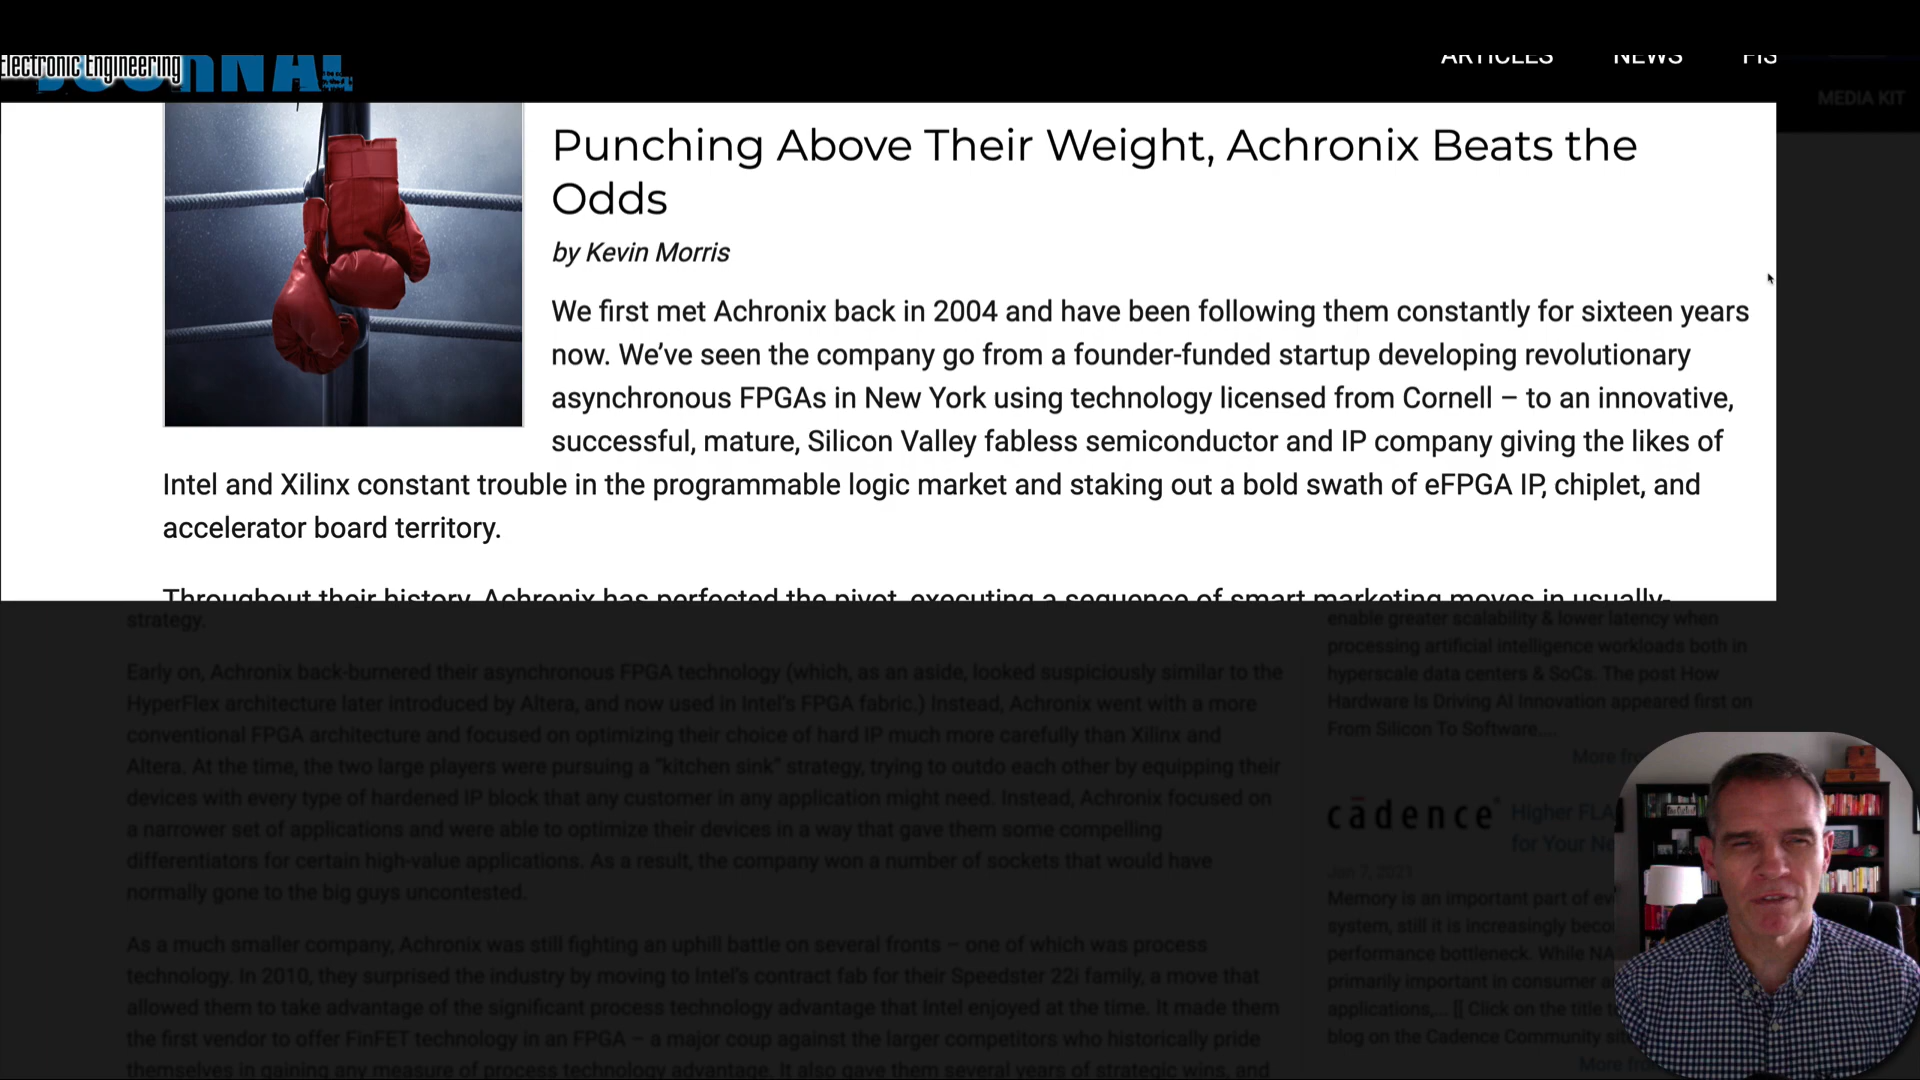 Electronic Engineering
JOURNAL
ARTICLES NEWS
MEDIA KIT
Punching Above Their Weight, Achronix Beats the
Odds
by Kevin Morris
We first met Achronix back in 2004 and have been following them constantly for sixteen years
now. We’ve seen the company go from a founder-funded startup developing revolutionary
asynchronous FPGAs in New York using technology licensed from Cornell – to an innovative,
successful, mature, Silicon Valley fabless semiconductor and IP company giving the likes of
Intel and Xilinx constant trouble in the programmable logic market and staking out a bold swath of eFPGA IP, chiplet, and
accelerator board territory.
Throughout their history, Achronix has perfected the pivot, executing a sequence of smart marketing moves in usually-
strategy.
Early on, Achronix back-burnered their asynchronous FPGA technology (which, as an aside, looked suspiciously similar to the
HyperFlex architecture later introduced by Altera, and now used in Intel’s FPGA fabric.) Instead, Achronix went with a more
conventional FPGA architecture and focused on optimizing their choice of hard IP much more carefully than Xilinx and
Altera. At the time, the two large players were pursuing a “kitchen sink” strategy, trying to outdo each other by equipping their
devices with every type of hardened IP block that any customer in any application might need. Instead, Achronix focused on
a narrower set of applications and were able to optimize their devices in a way that gave them some compelling
differentiators for certain high-value applications. As a result, the company won a number of sockets that would have
normally gone to the big guys uncontested.
As a much smaller company, Achronix was still fighting an uphill battle on several fronts – one of which was process
technology. In 2010, they surprised the industry by moving to Intel’s contract fab for their Speedster 22i family, a move that
allowed them to take advantage of the significant process technology advantage that Intel enjoyed at the time. It made them
the first vendor to offer FinFET technology in an FPGA – a major coup against the larger competitors who historically pride
themselves in gaining any measure of process technology advantage. It also gave them several years of strategic wins, and
enable greater scalability & lower latency when
processing artificial intelligence workloads both in
hyperscale data centers & SoCs. The post How
Hardware Is Driving AI Innovation appeared first on
From Silicon To Software....
More
cādence
Higher
for Your
Jun 7, 2021
Memory is an important part of
system, still it is increasingly
performance bottleneck. While
primarily important in consumer
applications,... [[ Click on the title
blog on the Cadence Community
More